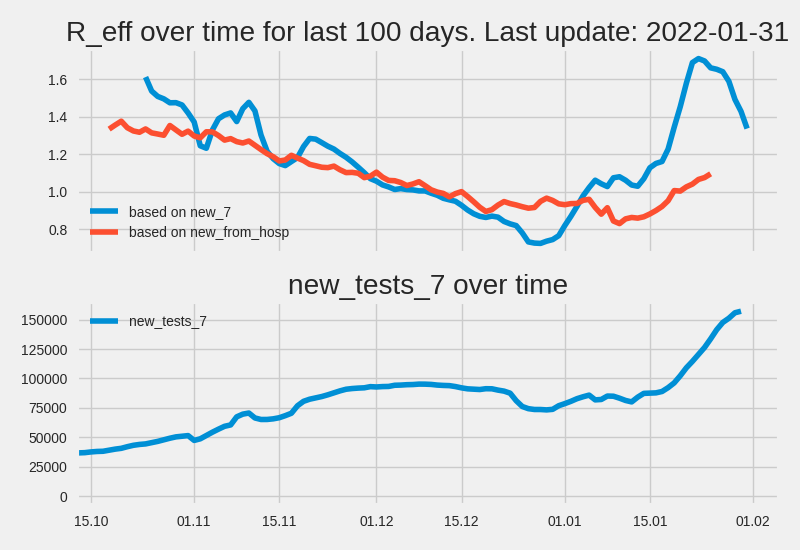 R_eff over time for last 100 days. Last update: 2022-01-31
1.6
1.4
1.2
1.0
0.8
based on new_7
based on new_from_hosp
new_tests_7 over time
150000
125000
100000
75000
50000
25000
0
new_tests_7
15.10 01.11 15.11 01.12 15.12 01.01 15.01 01.02